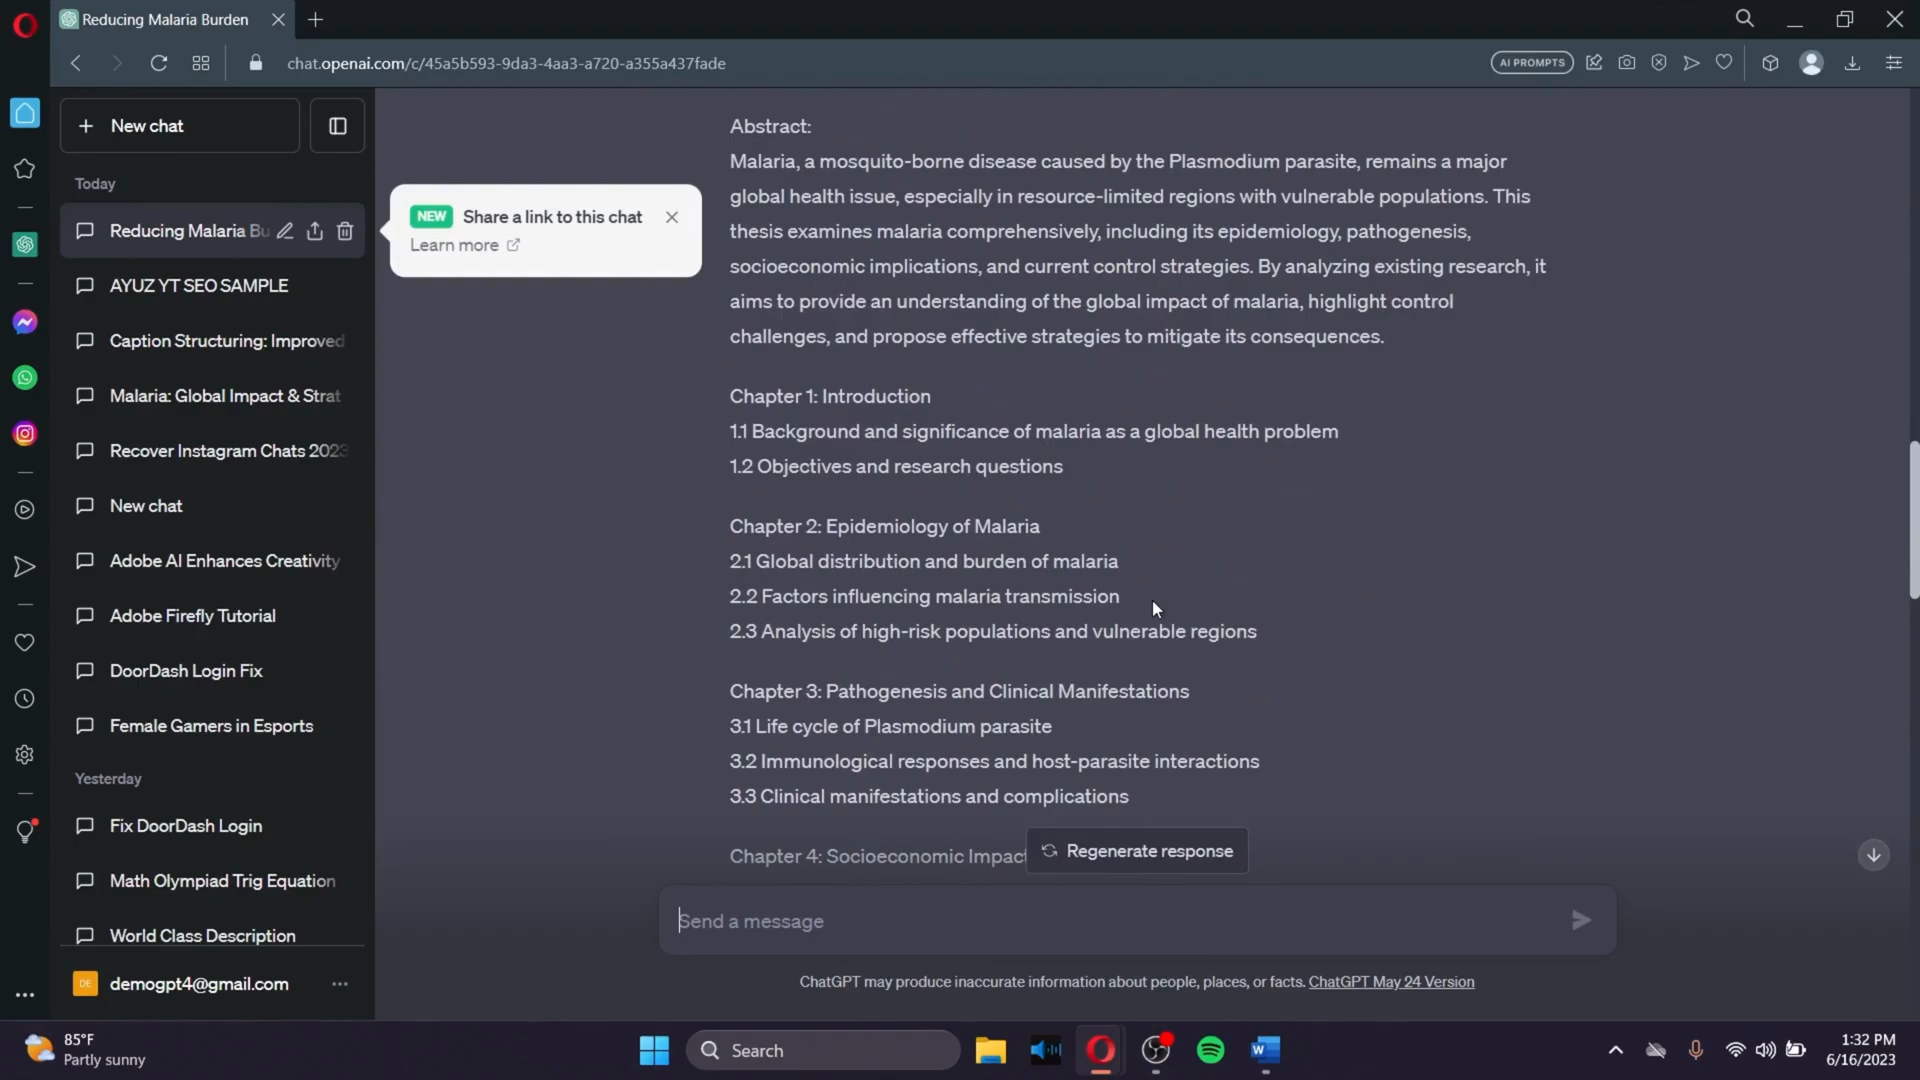 Reducing Malaria Burden
chat.openai.com/c/45a5b593-9da3-4aa3-a720-a355a437fade
AI PROMPTS
New chat
Today
Reducing Malaria Bu
AYUZ YT SEO SAMPLE
Caption Structuring: Improved
Malaria: Global Impact & Strat
Recover Instagram Chats 2023
New chat
Adobe AI Enhances Creativity
Adobe Firefly Tutorial
DoorDash Login Fix
Female Gamers in Esports
Yesterday
Fix DoorDash Login
Math Olympiad Trig Equation
World Class Description
DE
demogpt4@gmail.com
NEW Share a link to this chat
Learn more
Abstract:
Malaria, a mosquito-borne disease caused by the Plasmodium parasite, remains a major
global health issue, especially in resource-limited regions with vulnerable populations. This
thesis examines malaria comprehensively, including its epidemiology, pathogenesis,
socioeconomic implications, and current control strategies. By analyzing existing research, it
aims to provide an understanding of the global impact of malaria, highlight control
challenges, and propose effective strategies to mitigate its consequences.
Chapter 1: Introduction
1.1 Background and significance of malaria as a global health problem
1.2 Objectives and research questions
Chapter 2: Epidemiology of Malaria
2.1 Global distribution and burden of malaria
2.2 Factors influencing malaria transmission
2.3 Analysis of high-risk populations and vulnerable regions
Chapter 3: Pathogenesis and Clinical Manifestations
3.1 Life cycle of Plasmodium parasite
3.2 Immunological responses and host-parasite interactions
3.3 Clinical manifestations and complications
Chapter 4: Socioeconomic Impact
Regenerate response
Send a message
ChatGPT may produce inaccurate information about people, places, or facts. ChatGPT May 24 Version
85°F
Partly sunny
Search
W
1:32 PM
6/16/2023